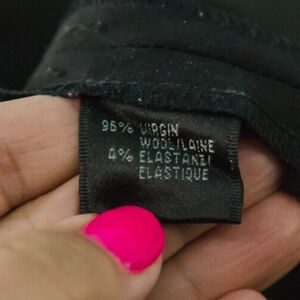 96% VIRGIN
WOOL/LAINE
4% ELASTANE/
ELASTIQUE